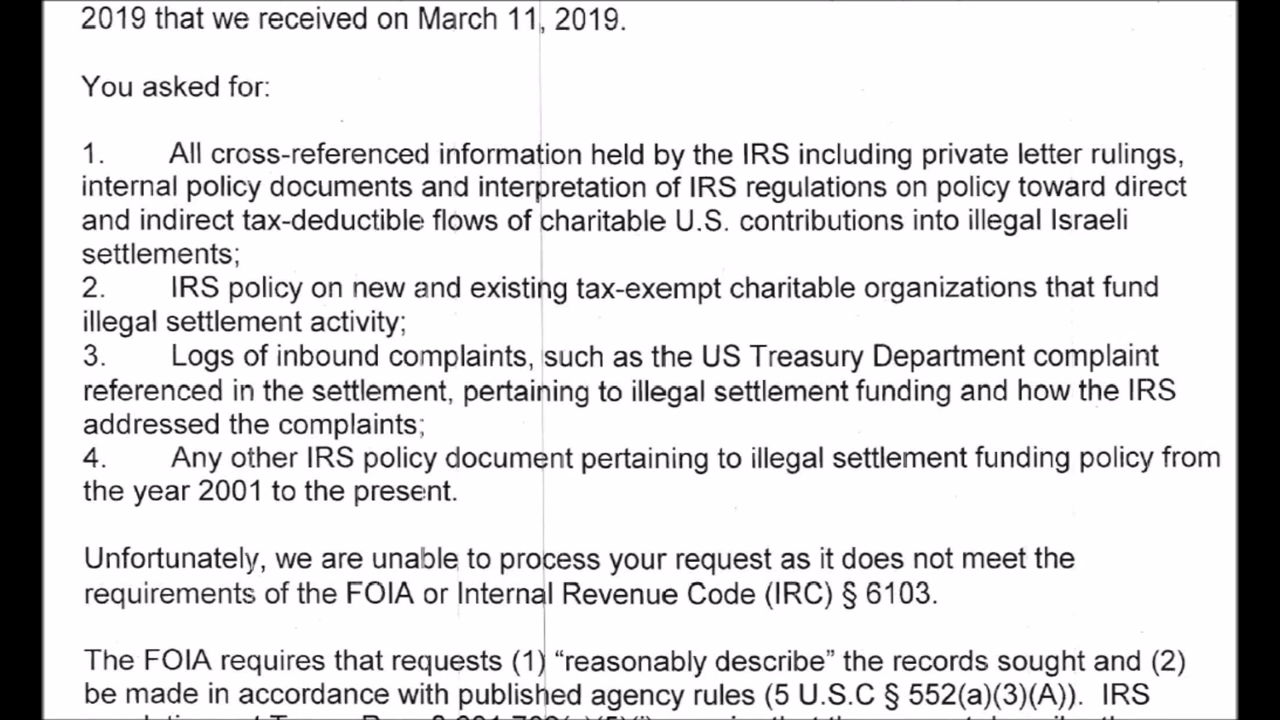 2019 that we received on March 11, 2019.
You asked for:
1. All cross-referenced information held by the IRS including private letter rulings,
internal policy documents and interpretation of IRS regulations on policy toward direct
and indirect tax-deductible flows of charitable U.S. contributions into illegal Israeli
settlements;
2. IRS policy on new and existing tax-exempt charitable organizations that fund
illegal settlement activity;
3. Logs of inbound complaints, such as the US Treasury Department complaint
referenced in the settlement, pertaining to illegal settlement funding and how the IRS
addressed the complaints;
4. Any other IRS policy document pertaining to illegal settlement funding policy from
the year 2001 to the present.
Unfortunately, we are unable to process your request as it does not meet the
requirements of the FOIA or Internal Revenue Code (IRC) § 6103.
The FOIA requires that requests (1) “reasonably describe” the records sought and (2)
be made in accordance with published agency rules (5 U.S.C § 552(a)(3)(A)). IRS